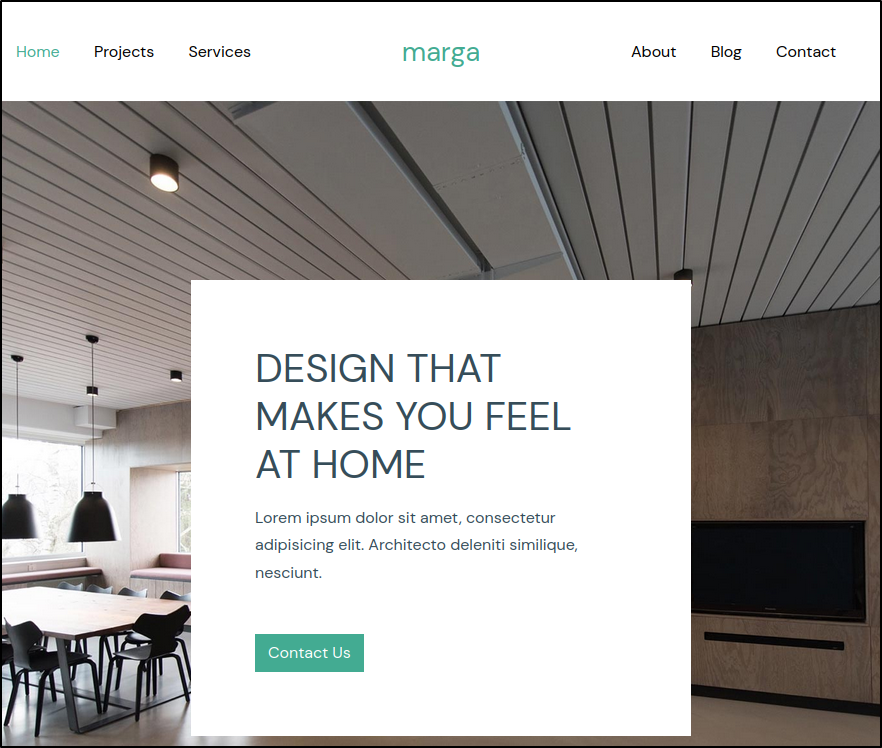 Home Projects Services marga About Blog Contact
DESIGN THAT
MAKES YOU FEEL
AT HOME
Lorem ipsum dolor sit amet, consectetur
adipisicing elit. Architecto deleniti similique,
nesciunt.
Contact Us